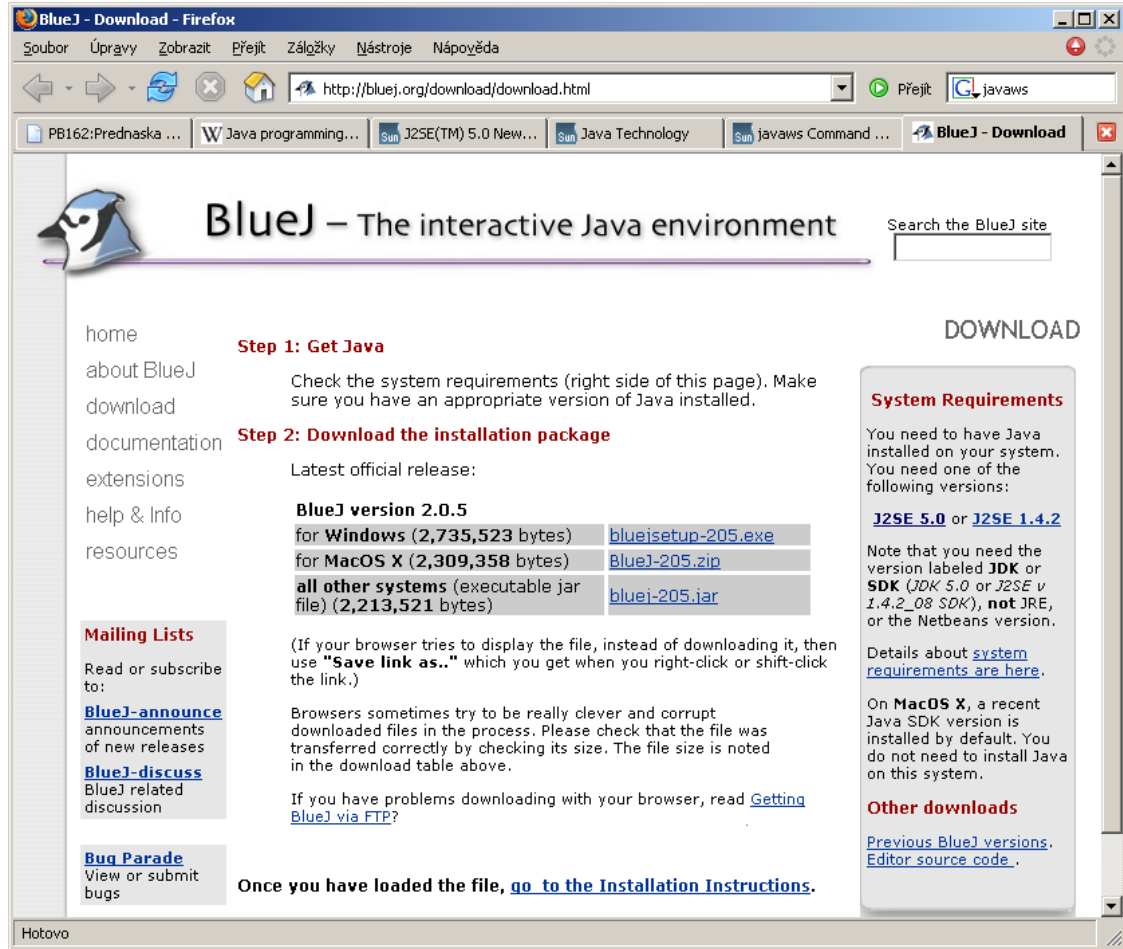 BlueJ - Download - Firefox
Soubor Úpravy Zobrazit Přejít Záložky Nástroje Nápověda
http://bluej.org/download/download.html Přejít G javaws
PB162:Prednaska ... W Java programming... Sun J2SE(TM) 5.0 New... Sun Java Technology Sun javaws Command ... BlueJ - Download
BlueJ – The interactive Java environment
Search the BlueJ site
DOWNLOAD
home
about BlueJ
download
documentation
extensions
help & Info
resources
Mailing Lists
Read or subscribe
to:
BlueJ-announce
announcements
of new releases
BlueJ-discuss
BlueJ related
discussion
Bug Parade
View or submit
bugs
Step 1: Get Java
Check the system requirements (right side of this page). Make
sure you have an appropriate version of Java installed.
Step 2: Download the installation package
Latest official release:
BlueJ version 2.0.5
for Windows (2,735,523 bytes) bluejsetup-205.exe
for MacOS X (2,309,358 bytes) BlueJ-205.zip
all other systems (executable jar
file) (2,213,521 bytes) bluej-205.jar
(If your browser tries to display the file, instead of downloading it, then
use "Save link as.." which you get when you right-click or shift-click
the link.)
Browsers sometimes try to be really clever and corrupt
downloaded files in the process. Please check that the file was
transferred correctly by checking its size. The file size is noted
in the download table above.
If you have problems downloading with your browser, read Getting
BlueJ via FTP?
Once you have loaded the file, go to the Installation Instructions.
System Requirements
You need to have Java
installed on your system.
You need one of the
following versions:
J2SE 5.0 or J2SE 1.4.2
Note that you need the
version labeled JDK or
SDK (JDK 5.0 or J2SE v
1.4.2_08 SDK), not JRE,
or the Netbeans version.
Details about system
requirements are here.
On MacOS X, a recent
Java SDK version is
installed by default. You
do not need to install Java
on this system.
Other downloads
Previous BlueJ versions.
Editor source code .
Hotovo